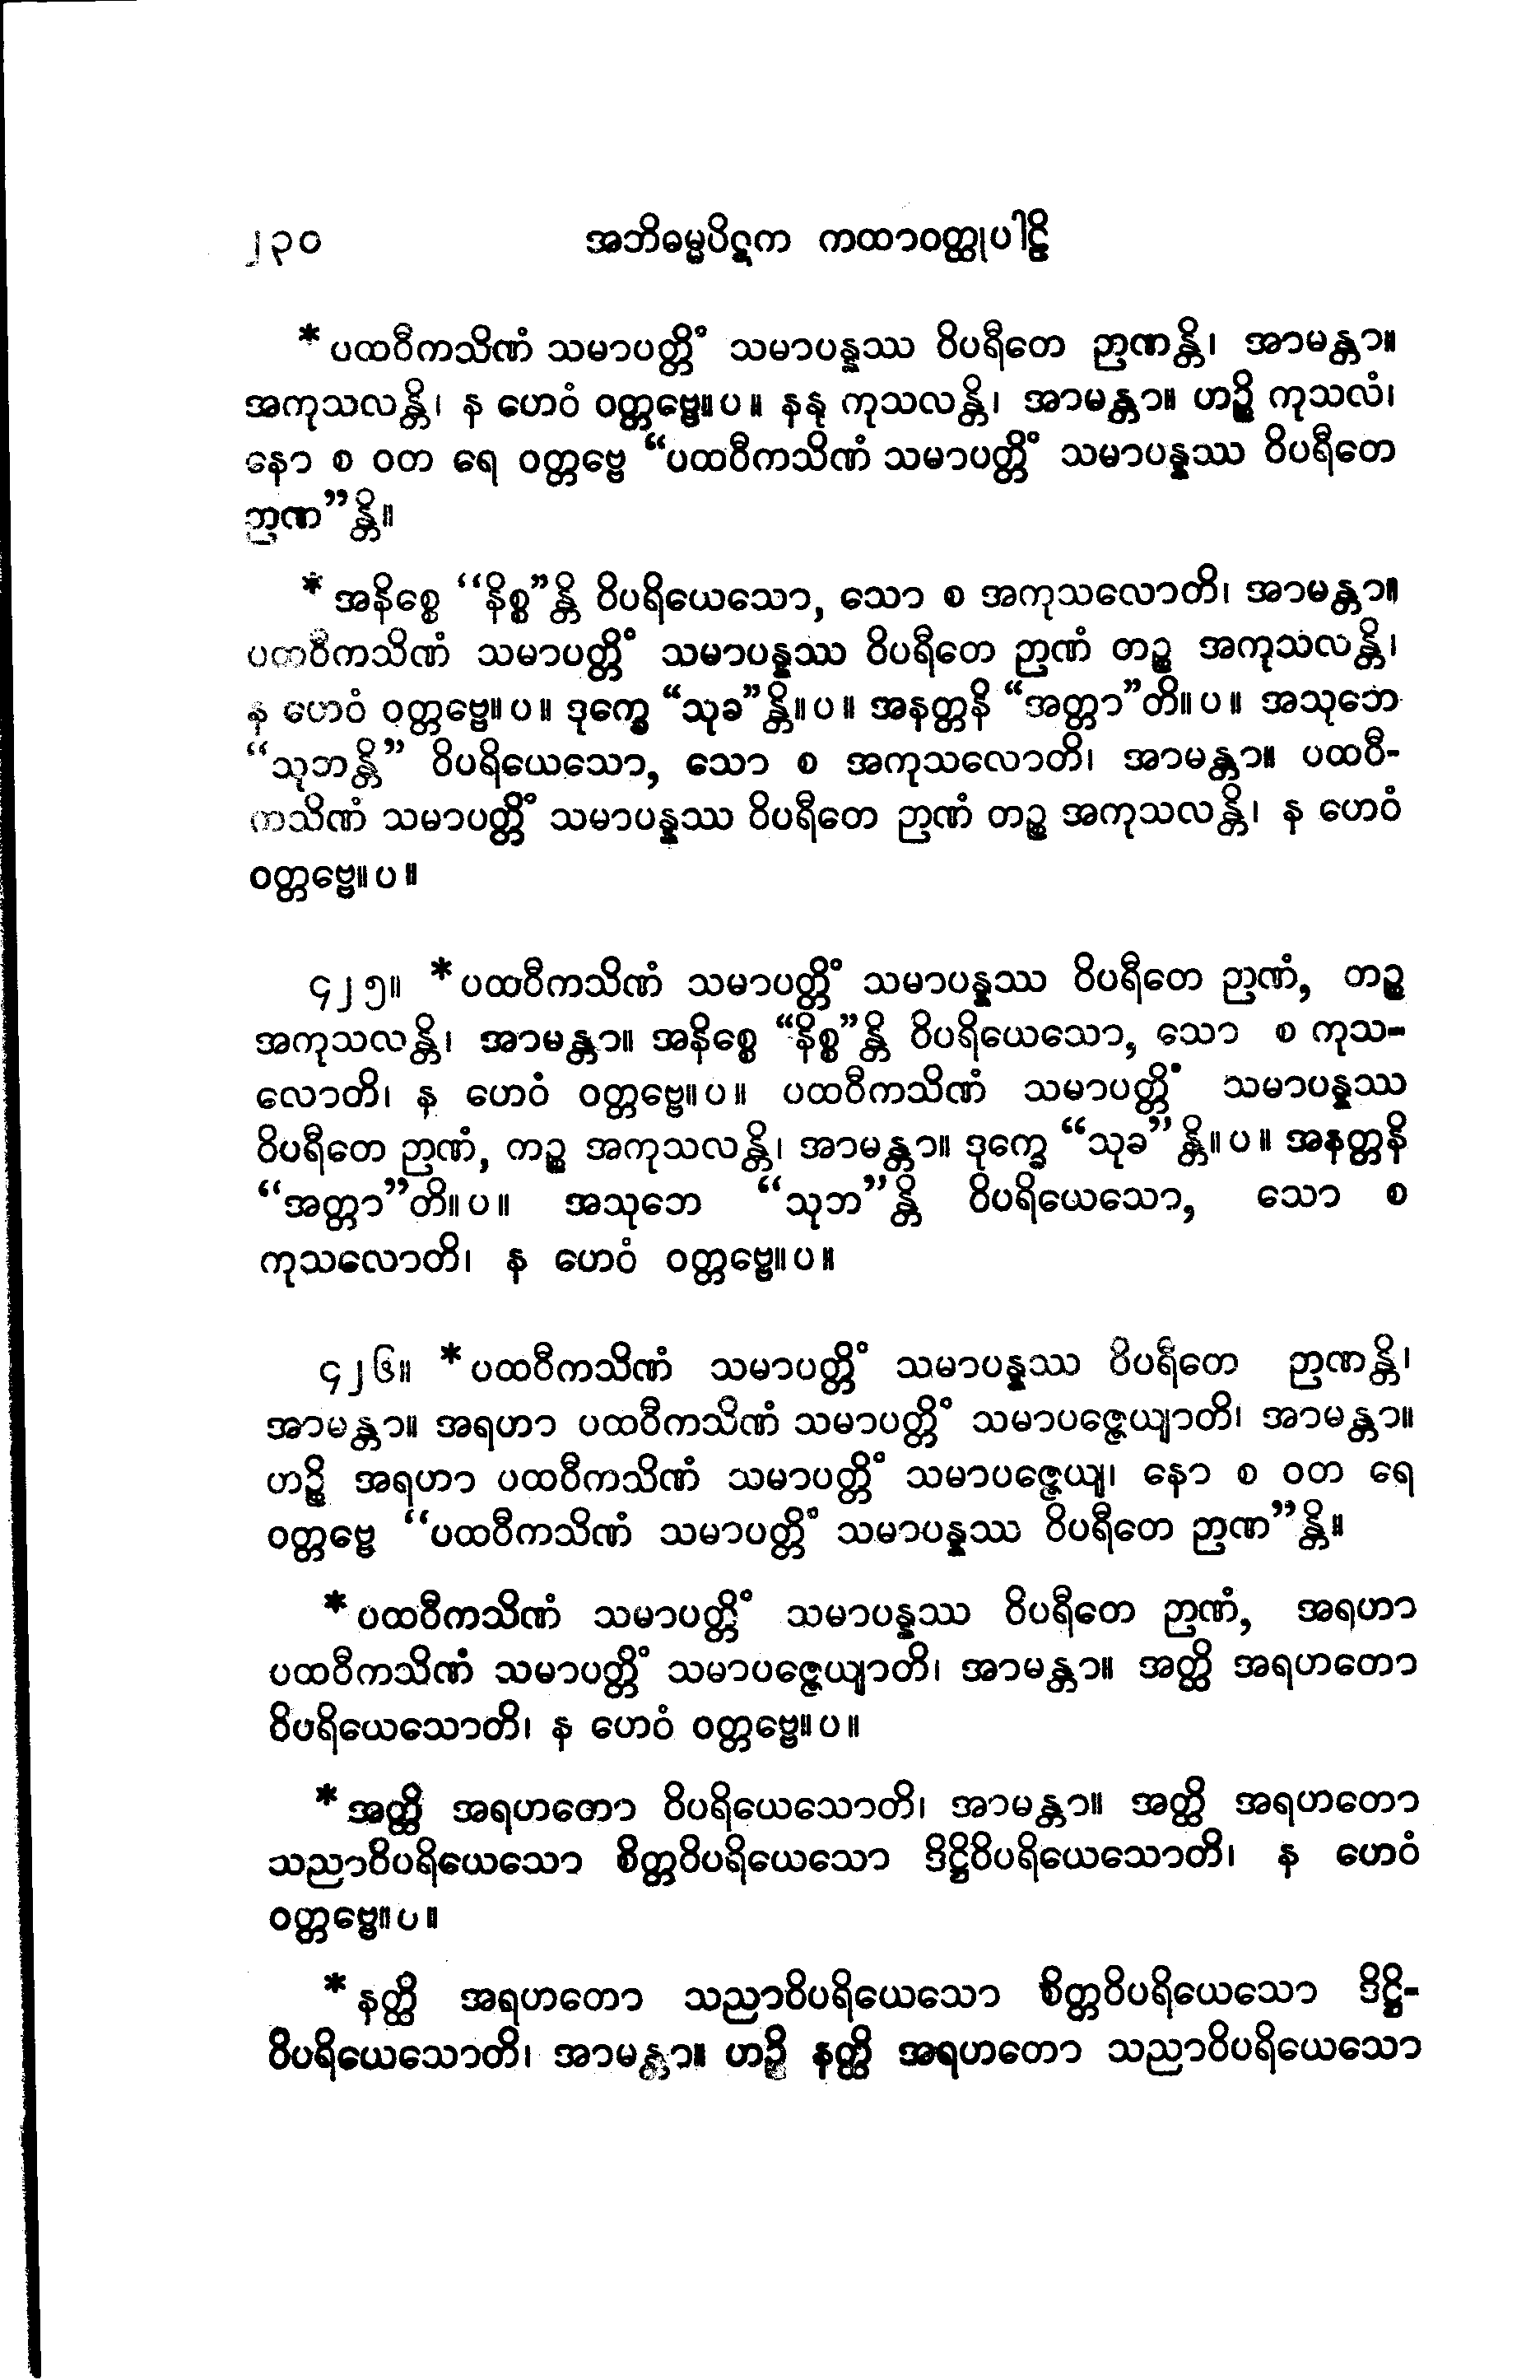 ၂၃၀ အဘိဓမ္မပိဋက ကထာဝတ္ထုပါဠိ
*ပထဝီကသိဏံ သမာပတ္တိံ သမာပန္နဿ ဝိပရီတေ ဉာဏန္တိ၊ အာမန္တာ။
အကုသလန္တိ၊ န ဟေဝံ ဝတ္တဗ္ဗေ။ပ။ နနု ကုသလန္တိ၊ အာမန္တာ။ ဟဉ္စိ ကုသလံ၊
နော စ ဝတ ရေ ဝတ္တဗ္ဗေ “ပထဝီကသိဏံ သမာပတ္တိံ သမာပန္နဿ ဝိပရီတေ
ဉာဏ”န္တိ။
*အနိစ္စေ “နိစ္စ”န္တိ ဝိပရိယေသော, သော စ အကုသလောတိ၊ အာမန္တာ။
ပထဝီကသိဏံ သမာပတ္တိံ သမာပန္နဿ ဝိပရီတေ ဉာဏံ တဉ္စ အကုသလန္တိ၊
န ဟေဝံ ဝတ္တဗ္ဗေ။ပ။ ဒုက္ခေ “သုခ”န္တိ။ပ။ အနတ္တနိ “အတ္တာ”တိ။ပ။ အသုဘေ
“သုဘန္တိ” ဝိပရိယေသော, သော စ အကုသလောတိ၊ အာမန္တာ။ ပထဝီ-
ကသိဏံ သမာပတ္တိံ သမာပန္နဿ ဝိပရီတေ ဉာဏံ တဉ္စ အကုသလန္တိ၊ န ဟေဝံ
ဝတ္တဗ္ဗေ။ပ။
၄၂၅။ *ပထဝီကသိဏံ သမာပတ္တိံ သမာပန္နဿ ဝိပရီတေ ဉာဏံ, တဉ္စ
အကုသလန္တိ၊ အာမန္တာ။ အနိစ္စေ “နိစ္စ”န္တိ ဝိပရိယေသော, သော စ ကုသ-
လောတိ၊ န ဟေဝံ ဝတ္တဗ္ဗေ။ပ။ ပထဝီကသိဏံ သမာပတ္တိံ သမာပန္နဿ
ဝိပရီတေ ဉာဏံ, ကဉ္စ အကုသလန္တိ၊ အာမန္တာ။ ဒုက္ခေ “သုခ”န္တိ။ပ။ အနတ္တနိ
“အတ္တာ”တိ။ပ။ အသုဘေ “သုဘ”န္တိ ဝိပရိယေသော, သော စ
ကုသလောတိ၊ န ဟေဝံ ဝတ္တဗ္ဗေ။ပ။
၄၂၆။ *ပထဝီကသိဏံ သမာပတ္တိံ သမာပန္နဿ ဝိပရီတေ ဉာဏန္တိ၊
အာမန္တာ။ အရဟာ ပထဝီကသိဏံ သမာပတ္တိံ သမာပဇ္ဇေယျာတိ၊ အာမန္တာ။
ဟဉ္စိ အရဟာ ပထဝီကသိဏံ သမာပတ္တိံ သမာပဇ္ဇေယျ၊ နော စ ဝတ ရေ
ဝတ္တဗ္ဗေ “ပထဝီကသိဏံ သမာပတ္တိံ သမာပန္နဿ ဝိပရီတေ ဉာဏ”န္တိ။
*ပထဝီကသိဏံ သမာပတ္တိံ သမာပန္နဿ ဝိပရီတေ ဉာဏံ, အရဟာ
ပထဝီကသိဏံ သမာပတ္တိံ သမာပဇ္ဇေယျာတိ၊ အာမန္တာ။ အတ္ထိ အရဟတော
ဝိပရိယေသောတိ၊ န ဟေဝံ ဝတ္တဗ္ဗေ။ပ။
*အတ္ထိ အရဟတော ဝိပရိယေသောတိ၊ အာမန္တာ။ အတ္ထိ အရဟတော
သညာဝိပရိယေသော စိတ္တဝိပရိယေသော ဒိဋ္ဌိဝိပရိယေသောတိ၊ န ဟေဝံ
ဝတ္တဗ္ဗေ။ပ။
*နတ္ထိ အရဟတော သညာဝိပရိယေသော စိတ္တဝိပရိယေသော ဒိဋ္ဌိ-
ဝိပရိယေသောတိ၊ အာမန္တာ။ ဟဉ္စိ နတ္ထိ အရဟတော သညာဝိပရိယေသော